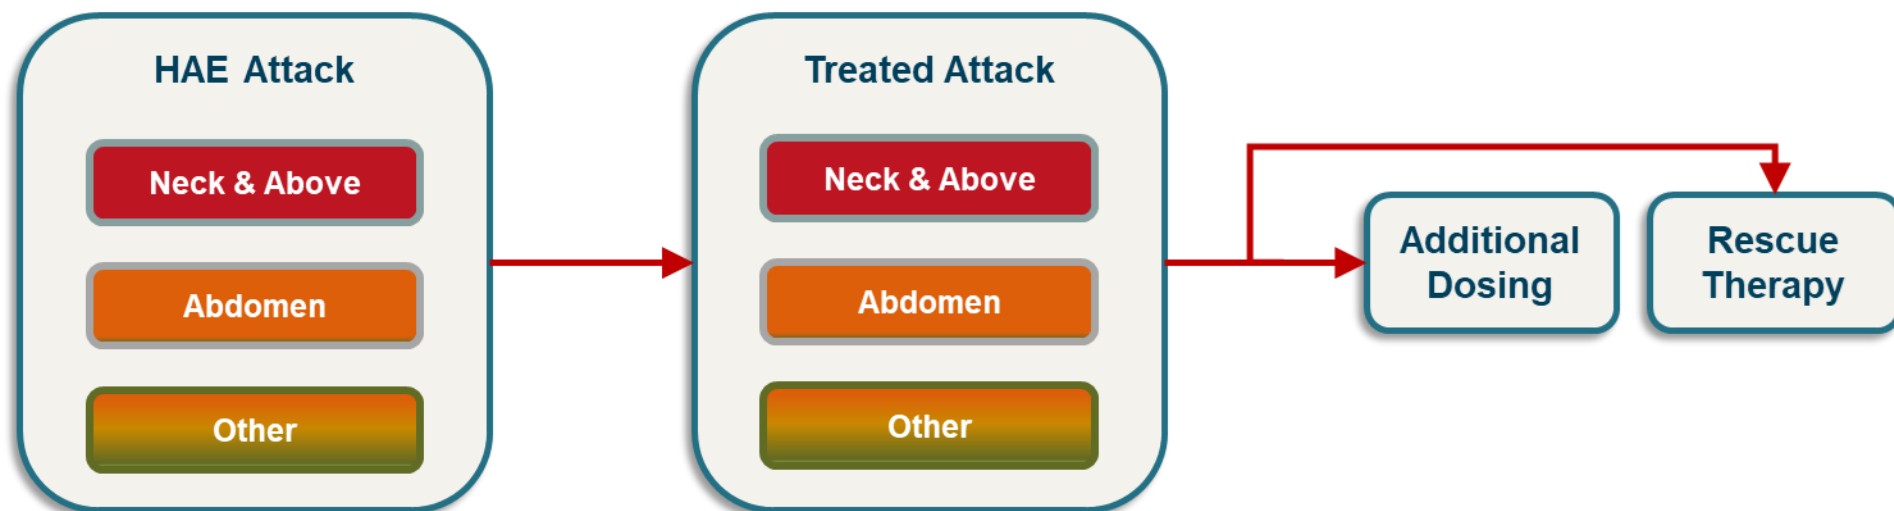 HAE Attack
Neck & Above
Abdomen
Other
Treated Attack
Neck & Above
Abdomen
Other
Additional
Dosing
Rescue
Therapy